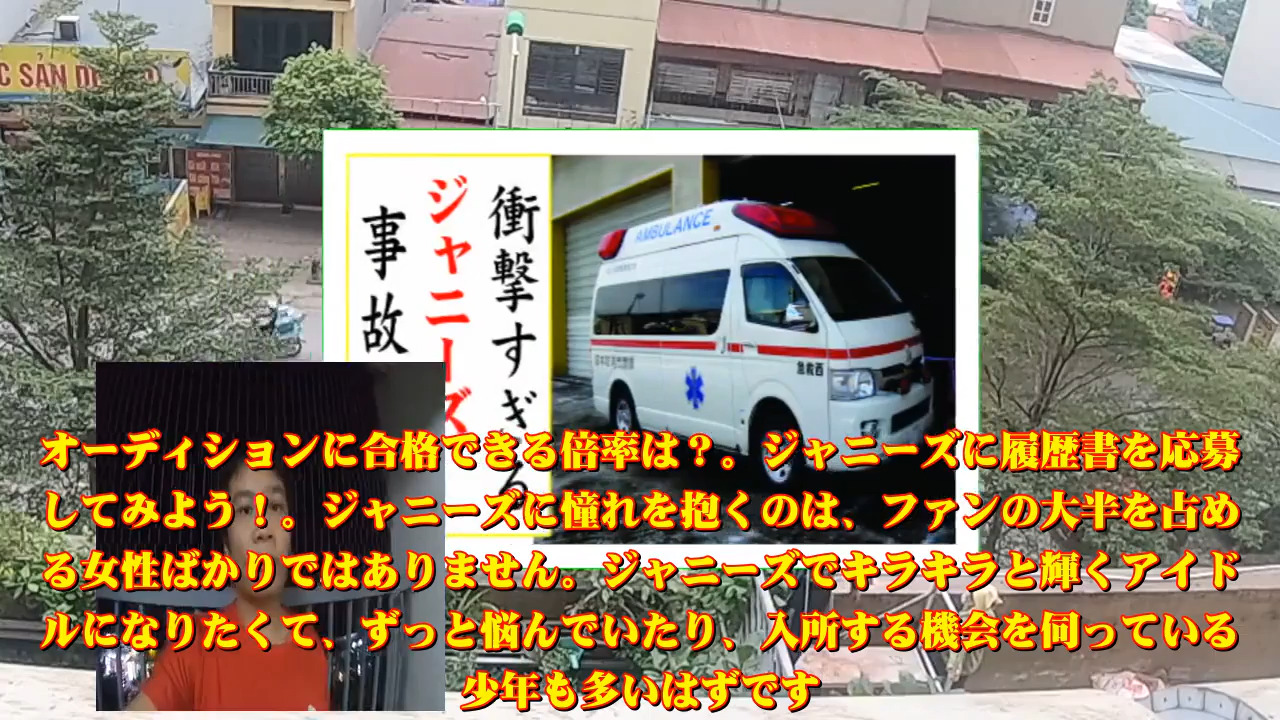 C SẢN D
衝撃すぎる
ジャニーズ
事故
AMBULANCE
急救西
オーディションに合格できる倍率は？。ジャニーズに履歴書を応募
してみよう！。ジャニーズに憧れを抱くのは、ファンの大半を占め
る女性ばかりではありません。ジャニーズでキラキラと輝くアイド
ルになりたくて、ずっと悩んでいたり、入所する機会を伺っている
少年も多いはずです